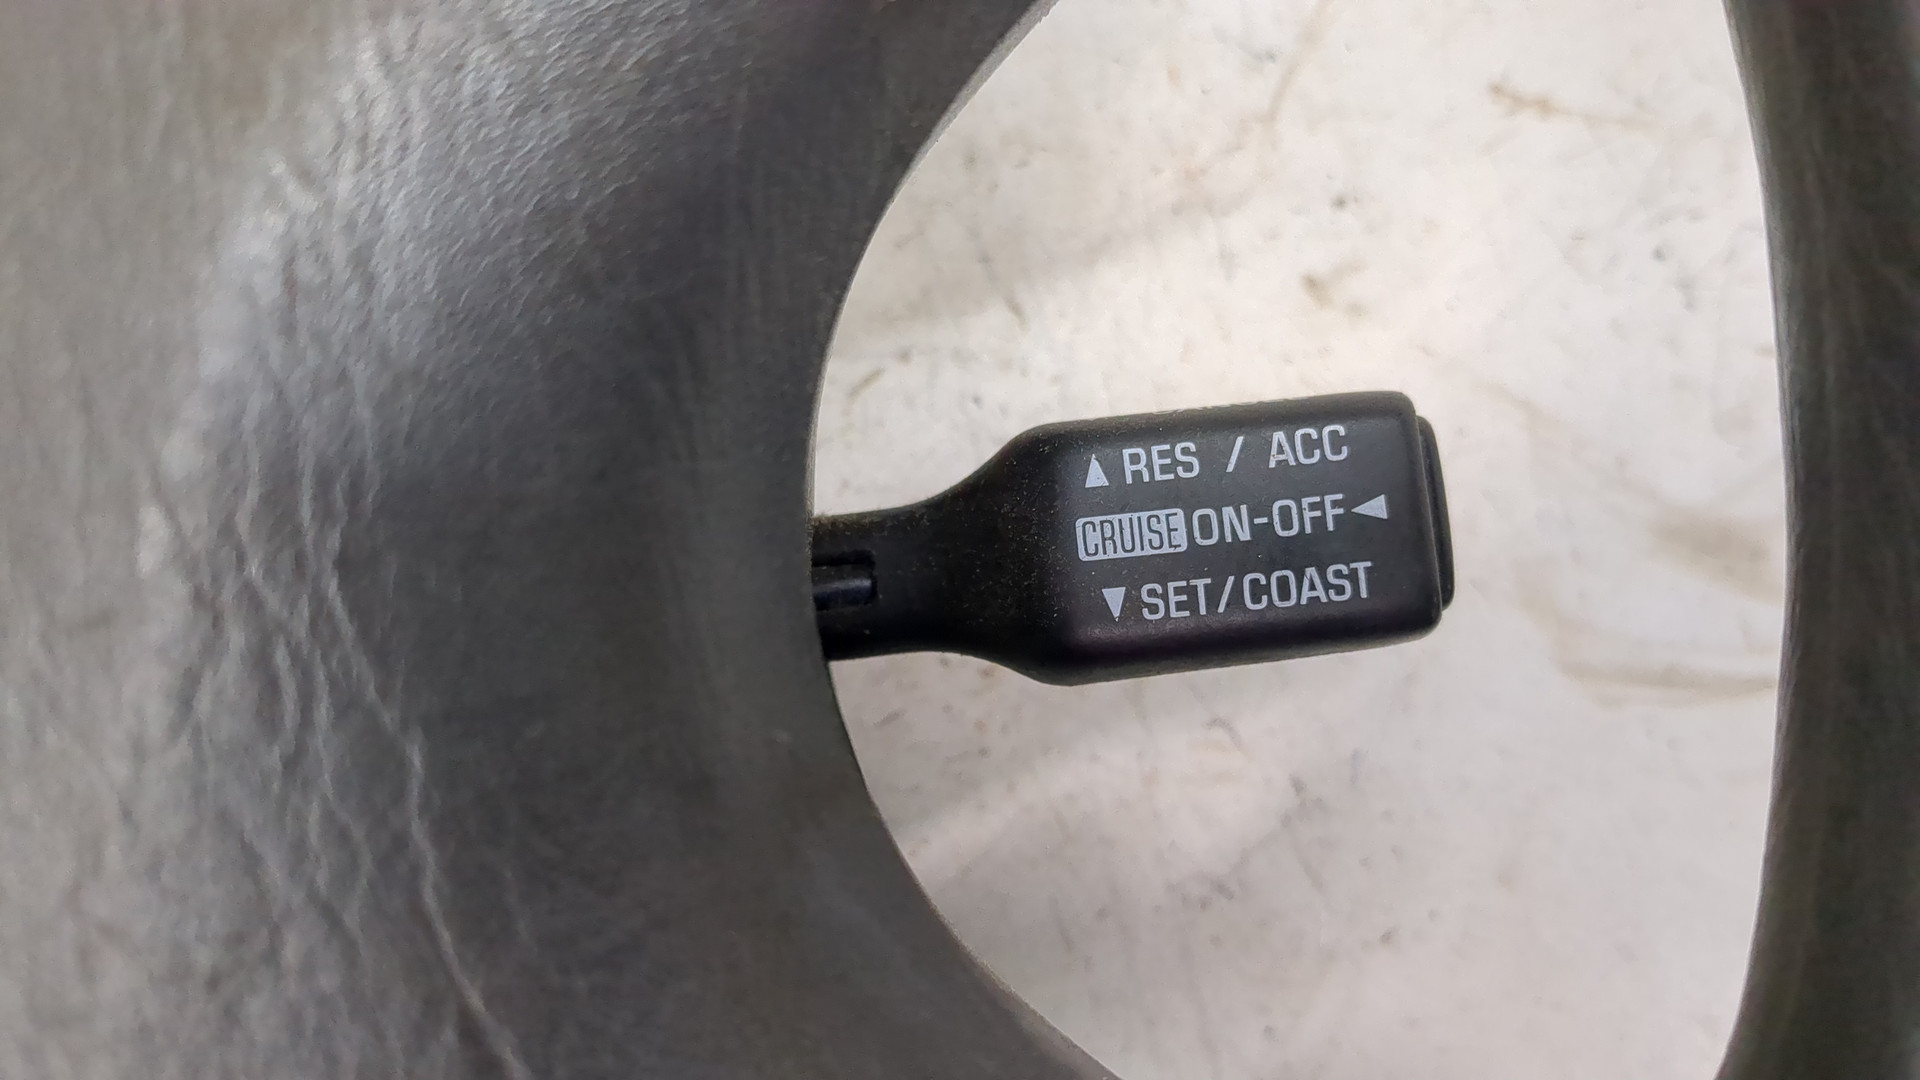 ▲ RES / ACC
CRUISE ON-OFF ◀
▼ SET/COAST